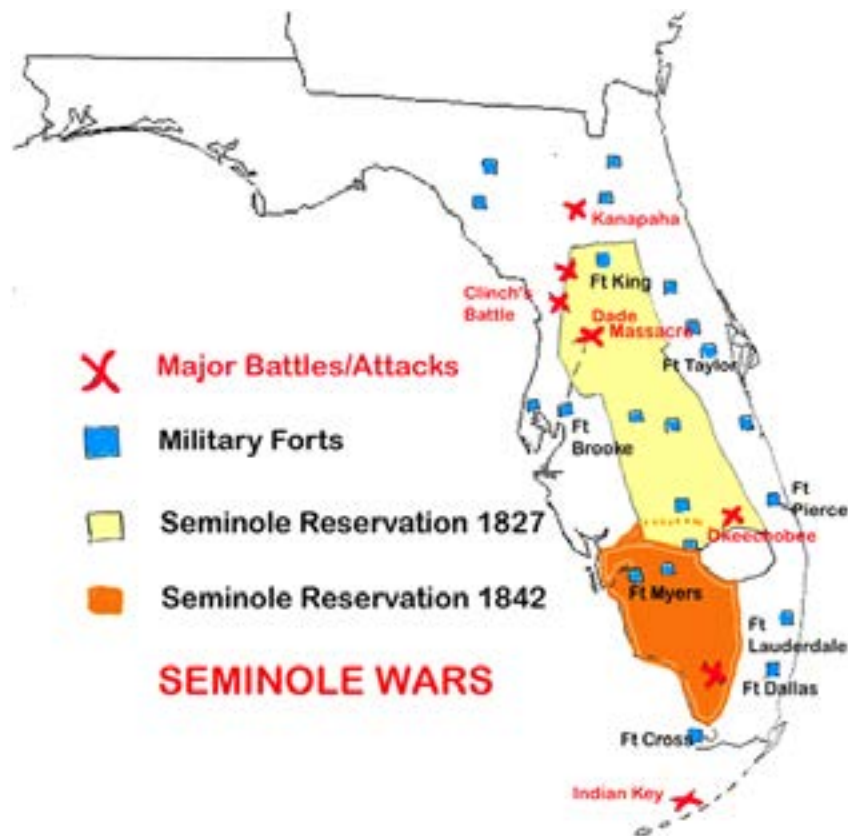 Kanapaha
Ft King
Clinch's
Battle
Dade
Massacre
Major Battles/Attacks
Ft Taylor
Military Forts
Ft
Brooke
Ft
Pierce
Seminole Reservation 1827
Okeechobee
Seminole Reservation 1842
Ft Myers
Ft
Lauderdale
SEMINOLE WARS
Ft Dallas
Ft Cross
Indian Key